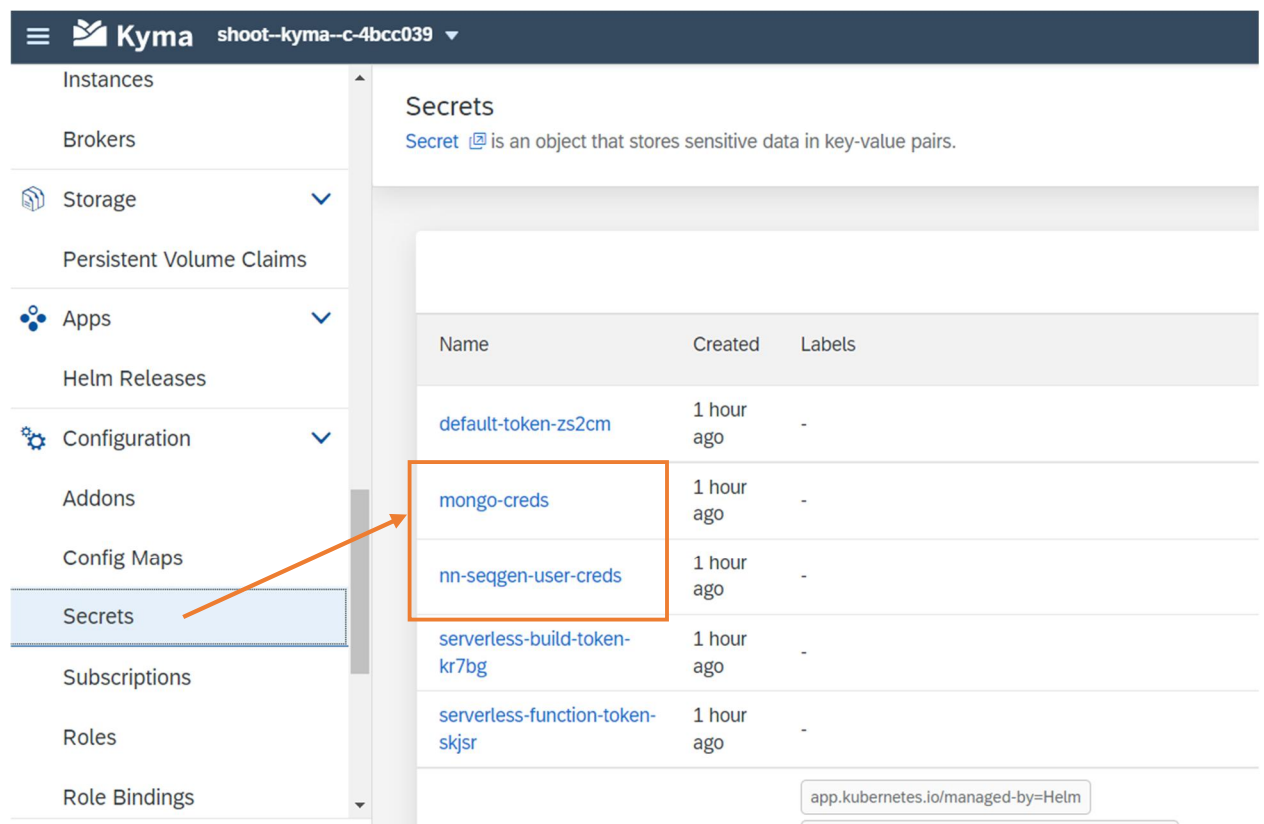 Kyma shoot--kyma--c-4bcc039
Instances
Brokers
Storage
Persistent Volume Claims
Apps
Helm Releases
Configuration
Addons
Config Maps
Secrets
Subscriptions
Roles
Role Bindings
Secrets
Secret is an object that stores sensitive data in key-value pairs.
Name Created Labels
default-token-zs2cm 1 hour
ago -
mongo-creds 1 hour
ago -
nn-seqgen-user-creds 1 hour
ago -
serverless-build-token- 1 hour
kr7bg ago -
serverless-function-token- 1 hour
skjsr ago -
app.kubernetes.io/managed-by=Helm